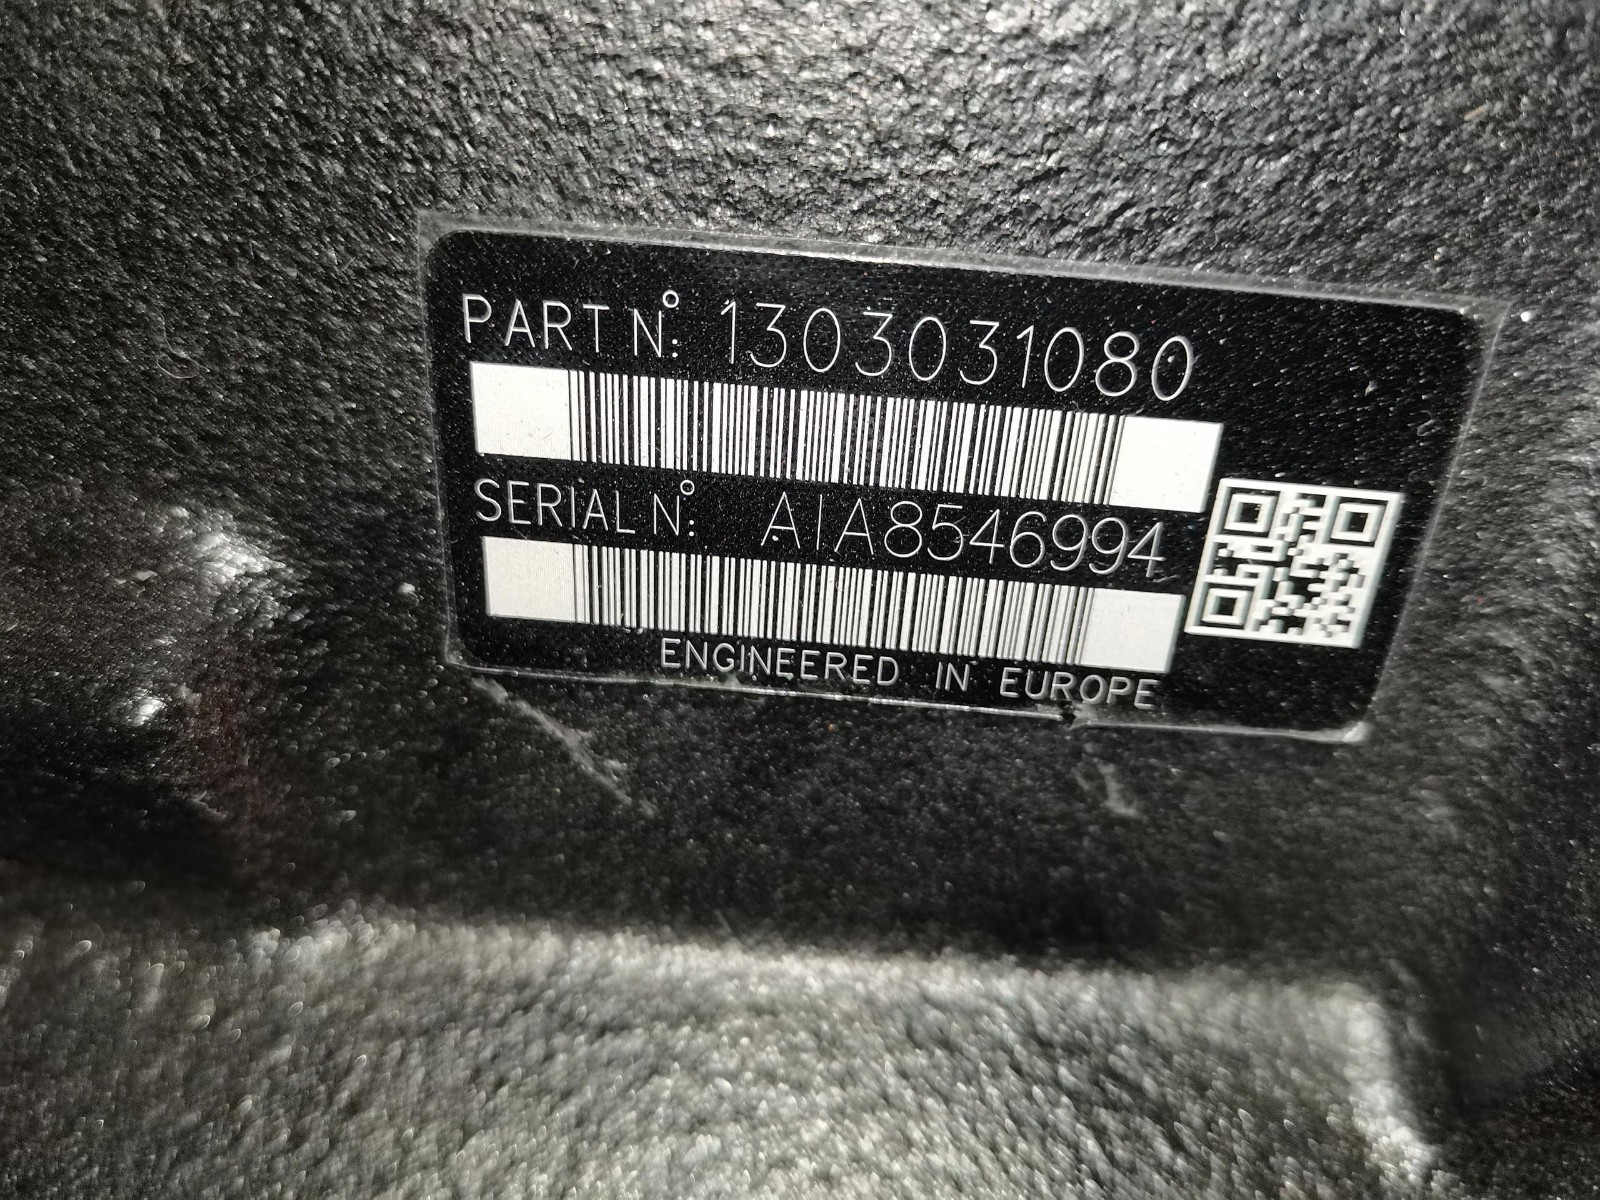 PART N°: 1303031080
SERIAL N°: AIA8546994
ENGINEERED IN EUROPE